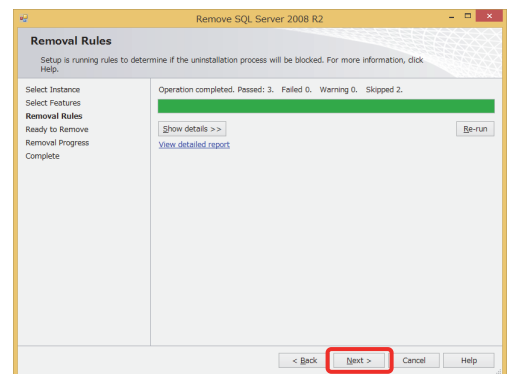 Remove SQL Server 2008 R2
Removal Rules
Setup is running rules to determine if the uninstallation process will be blocked. For more information, click
Help.
Select Instance
Select Features
Removal Rules
Ready to Remove
Removal Progress
Complete
Operation completed. Passed: 3. Failed 0. Warning 0. Skipped 2.
Show details >>
Re-run
View detailed report
< Back
Next >
Cancel
Help